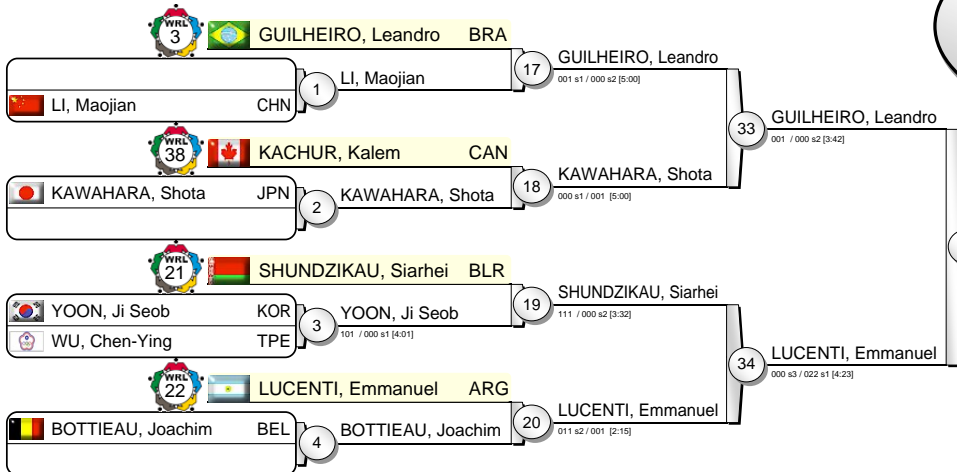 WRL 3 GUILHEIRO, Leandro BRA
LI, Maojian CHN
1
LI, Maojian
17
GUILHEIRO, Leandro
001 s1 / 000 s2 [5:00]
WRL 38 KACHUR, Kalem CAN
KAWAHARA, Shota JPN
2
KAWAHARA, Shota
18
KAWAHARA, Shota
000 s1 / 001 [5:00]
33
GUILHEIRO, Leandro
001 / 000 s2 [3:42]
WRL 21 SHUNDZIKAU, Siarhei BLR
YOON, Ji Seob KOR
WU, Chen-Ying TPE
3
YOON, Ji Seob
101 / 000 s1 [4:01]
19
SHUNDZIKAU, Siarhei
111 / 000 s2 [3:32]
WRL 22 LUCENTI, Emmanuel ARG
BOTTIEAU, Joachim BEL
4
BOTTIEAU, Joachim
20
LUCENTI, Emmanuel
011 s2 / 001 [2:15]
34
LUCENTI, Emmanuel
000 s3 / 022 s1 [4:23]